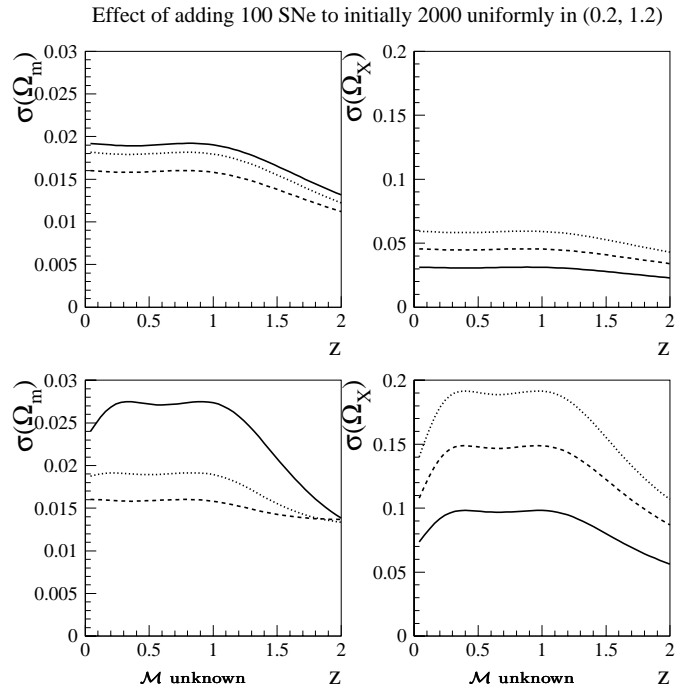 Effect of adding 100 SNe to initially 2000 uniformly in (0.2, 1.2)
σ(Ω_m)
0.03
0.025
0.02
0.015
0.01
0.005
0
0 0.5 1 1.5 2
z
σ(Ω_X)
0.2
0.15
0.1
0.05
0
0 0.5 1 1.5 2
z
σ(Ω_m)
0.03
0.025
0.02
0.015
0.01
0.005
0
0 0.5 1 1.5 2
ℳ unknown z
σ(Ω_X)
0.2
0.15
0.1
0.05
0
0 0.5 1 1.5 2
ℳ unknown z